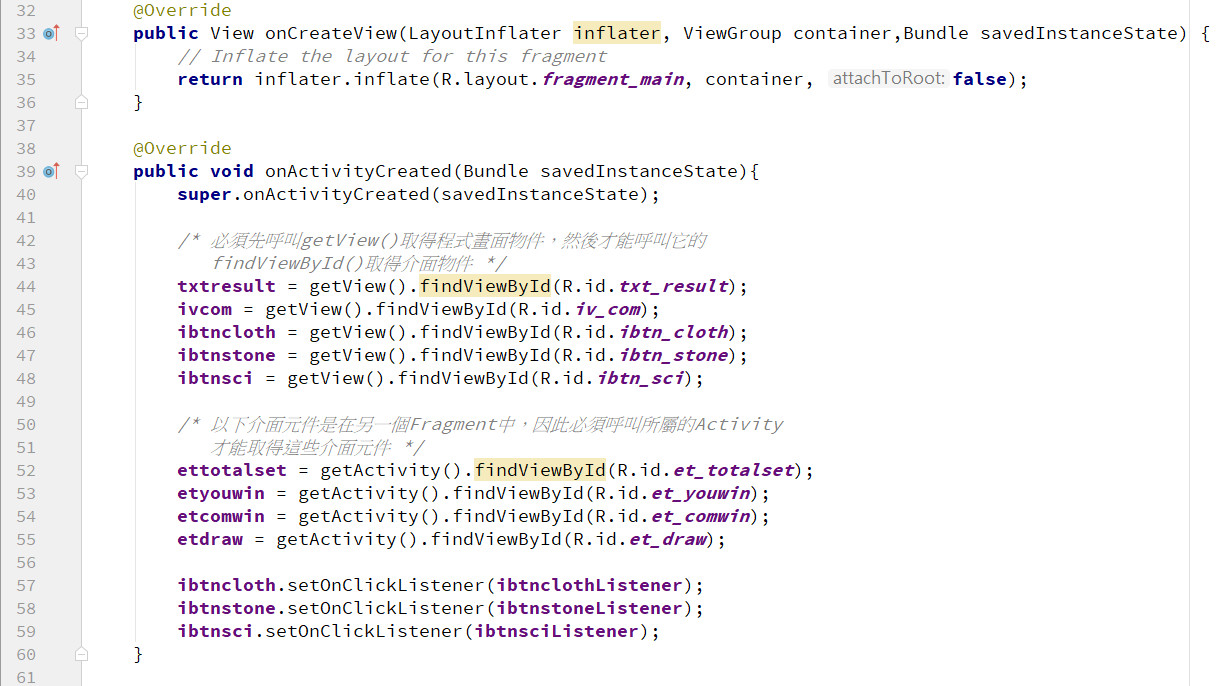 32 @Override
33 public View onCreateView(LayoutInflater inflater, ViewGroup container,Bundle savedInstanceState) {
34 // Inflate the layout for this fragment
35 return inflater.inflate(R.layout.fragment_main, container, attachToRoot: false);
36 }
37
38 @Override
39 public void onActivityCreated(Bundle savedInstanceState){
40 super.onActivityCreated(savedInstanceState);
41
42 /* 必須先呼叫getView()取得程式畫面物件，然後才能呼叫它的
43 findViewById()取得介面物件 */
44 txtresult = getView().findViewById(R.id.txt_result);
45 ivcom = getView().findViewById(R.id.iv_com);
46 ibtncloth = getView().findViewById(R.id.ibtn_cloth);
47 ibtnstone = getView().findViewById(R.id.ibtn_stone);
48 ibtnsci = getView().findViewById(R.id.ibtn_sci);
49
50 /* 以下介面元件是在另一個Fragment中，因此必須呼叫所屬的Activity
51 才能取得這些介面元件 */
52 ettotalset = getActivity().findViewById(R.id.et_totalset);
53 etyouwin = getActivity().findViewById(R.id.et_youwin);
54 etcomwin = getActivity().findViewById(R.id.et_comwin);
55 etdraw = getActivity().findViewById(R.id.et_draw);
56
57 ibtncloth.setOnClickListener(ibtnclothListener);
58 ibtnstone.setOnClickListener(ibtnstoneListener);
59 ibtnsci.setOnClickListener(ibtnsciListener);
60 }
61